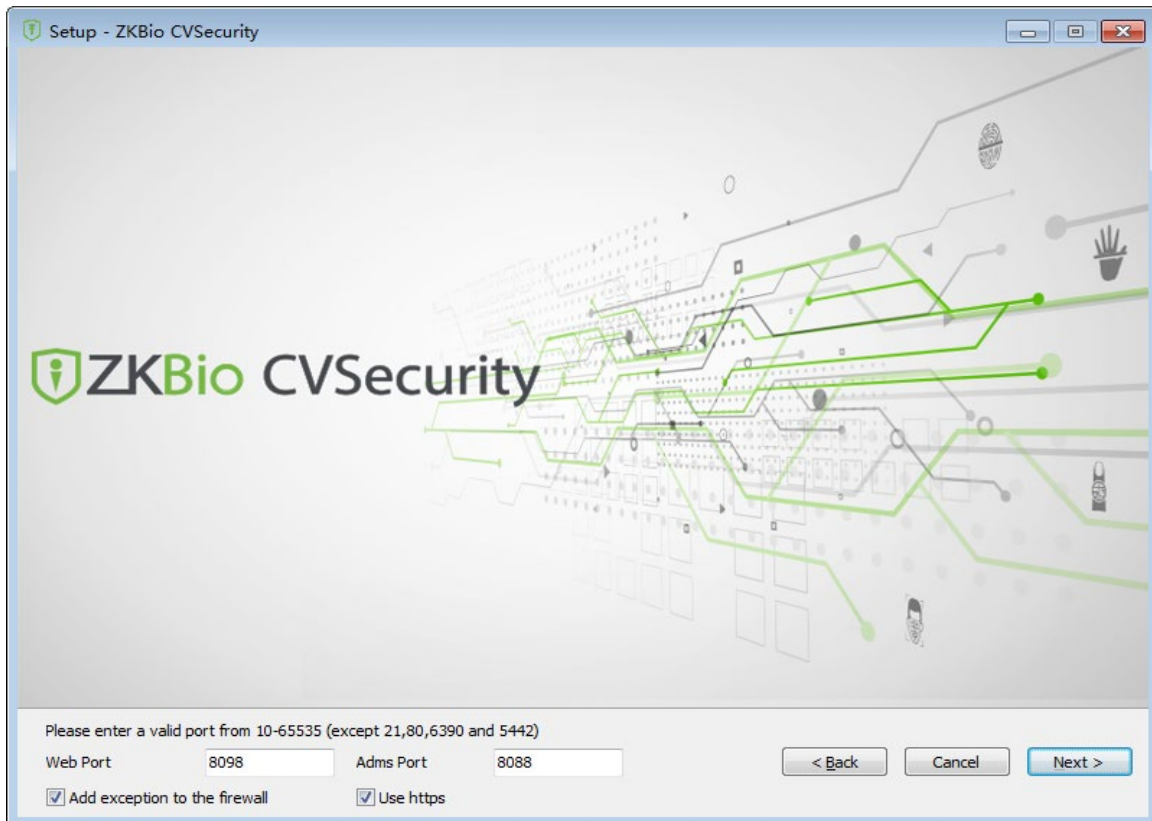 Setup - ZKBio CVSecurity
ZKBio CVSecurity
Please enter a valid port from 10-65535 (except 21,80,6390 and 5442)
Web Port 8098 Adms Port 8088 < Back Cancel Next >
Add exception to the firewall Use https